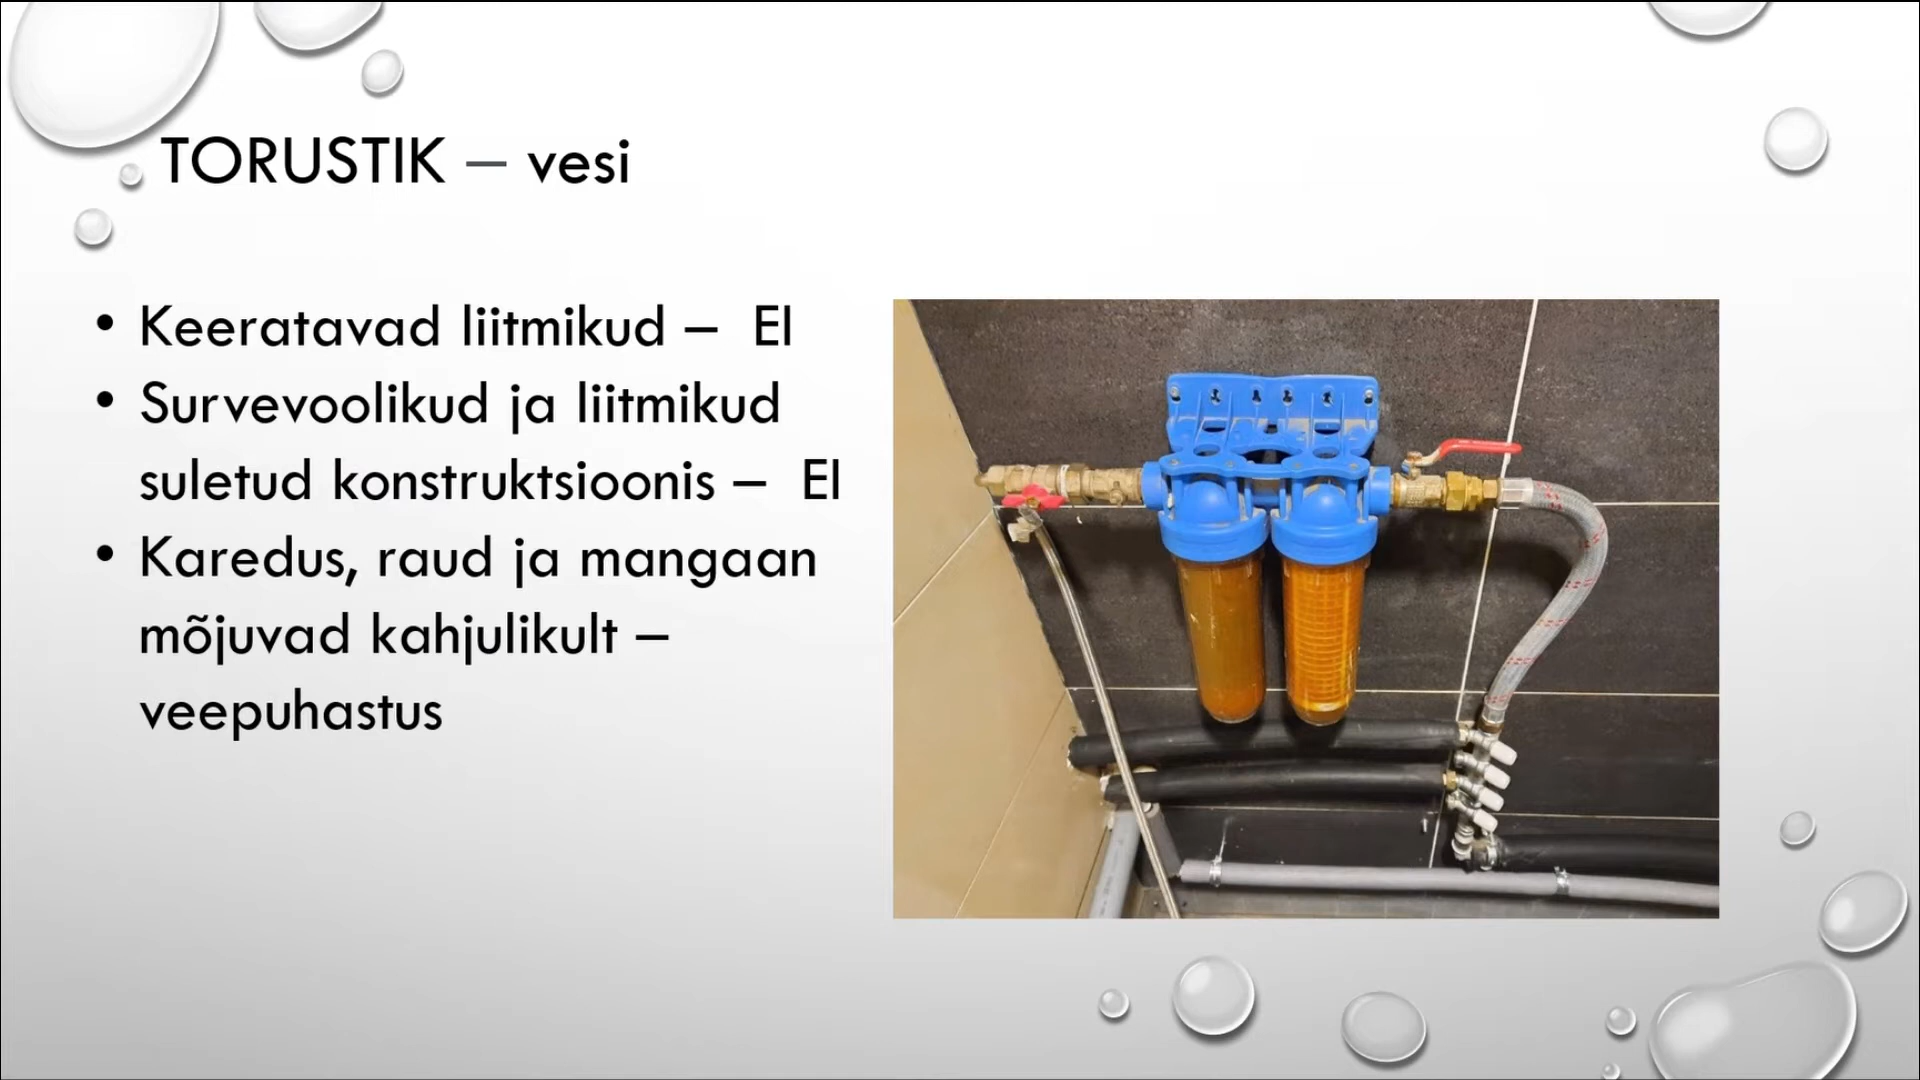 TORUSTIK – vesi
• Keeratavad liitmikud – EI
• Survevoolikud ja liitmikud
suletud konstruktsioonis – EI
• Karedus, raud ja mangaan
mõjuvad kahjulikult –
veepuhastus